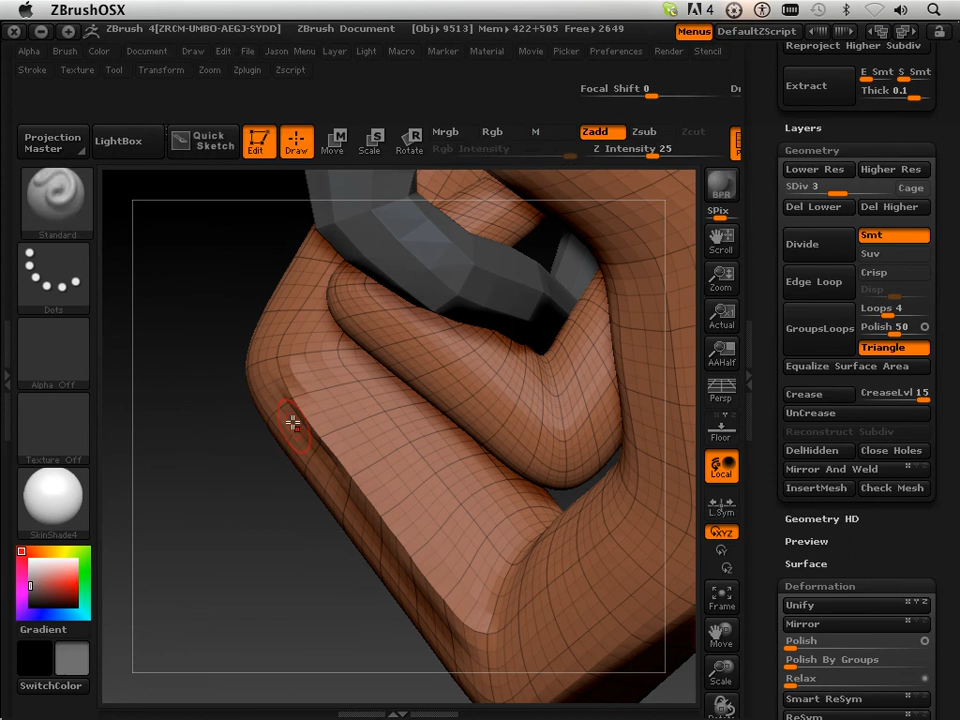 ZBrushOSX
4
ZBrush 4[ZRCM-UMBO-AEGJ-SYDD] ZBrush Document [Obj▸9513] Mem▸422+505 Free▸2649 Menus DefaultZScript
Alpha Brush Color Document Draw Edit File Jason Menu Layer Light Macro Marker Material Movie Picker Preferences Render Stencil
Stroke Texture Tool Transform Zoom Zplugin Zscript
Focal Shift 0
Projection Master
LightBox
Quick Sketch
Edit
Draw
Move
Scale
Rotate
Mrgb Rgb M
Rgb Intensity
Zadd Zsub Zcut
Z Intensity 25
Standard
Dots
Alpha Off
Texture Off
SkinShade4
Gradient
SwitchColor
BPR
SPix
Scroll
Zoom
Actual
AAHalf
Persp
Floor
Local
L.Sym
XYZ
Y
Z
Frame
Move
Scale
Reproject Higher Subdiv
Extract
E Smt S Smt
Thick 0.1
Layers
Geometry
Lower Res Higher Res
SDiv 3 Cage
Del Lower Del Higher
Divide
Smt
Suv
Edge Loop
Crisp
Disp
GroupsLoops
Loops 4
Polish 50
Triangle
Equalize Surface Area
Crease CreaseLvl 15
UnCrease
Reconstruct Subdiv
DelHidden Close Holes
Mirror And Weld
InsertMesh Check Mesh
Geometry HD
Preview
Surface
Deformation
Unify
Mirror
Polish
Polish By Groups
Relax
Smart ReSym
ReSym